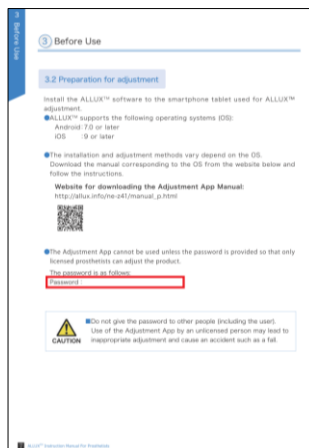 3
Before Use
3 Before Use
3.2 Preparation for adjustment
Install the ALLUX™ software to the smartphone tablet used for ALLUX™
adjustment.
●ALLUX™ supports the following operating systems (OS):
Android: 7.0 or later
iOS : 9 or later
●The installation and adjustment methods vary depend on the OS.
Download the manual corresponding to the OS from the website below and
follow the instructions.
Website for downloading the Adjustment App Manual:
http://allux.info/ne-z41/manual_p.html
●The Adjustment App cannot be used unless the password is provided so that only
licensed prosthetists can adjust the product.
The password is as follows:
Password :
CAUTION
■Do not give the password to other people (including the user).
Use of the Adjustment App by an unlicensed person may lead to
inappropriate adjustment and cause an accident such as a fall.
ALLUX™ Instruction Manual For Prosthetists